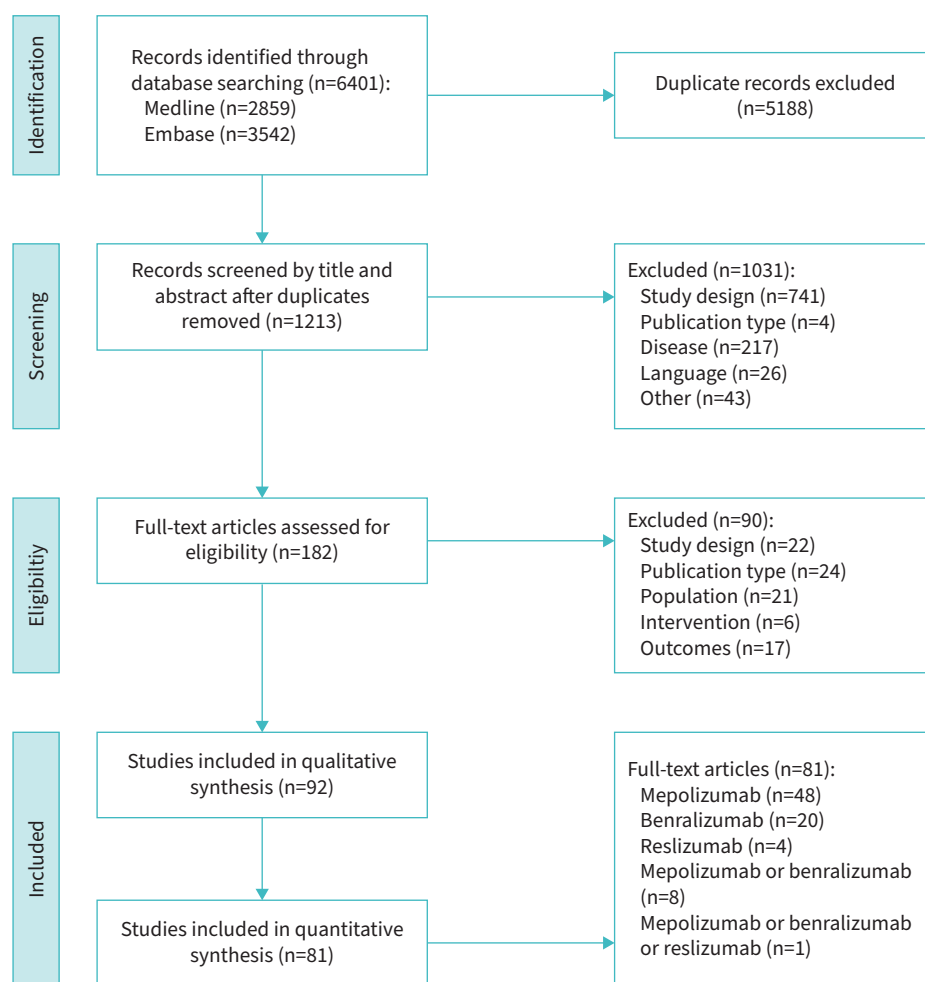 Identification
Records identified through
database searching (n=6401):
Medline (n=2859)
Embase (n=3542)
Duplicate records excluded
(n=5188)
Screening
Records screened by title and
abstract after duplicates
removed (n=1213)
Excluded (n=1031):
Study design (n=741)
Publication type (n=4)
Disease (n=217)
Language (n=26)
Other (n=43)
Eligibiltiy
Full-text articles assessed for
eligibility (n=182)
Excluded (n=90):
Study design (n=22)
Publication type (n=24)
Population (n=21)
Intervention (n=6)
Outcomes (n=17)
Included
Studies included in qualitative
synthesis (n=92)
Studies included in quantitative
synthesis (n=81)
Full-text articles (n=81):
Mepolizumab (n=48)
Benralizumab (n=20)
Reslizumab (n=4)
Mepolizumab or benralizumab
(n=8)
Mepolizumab or benralizumab
or reslizumab (n=1)